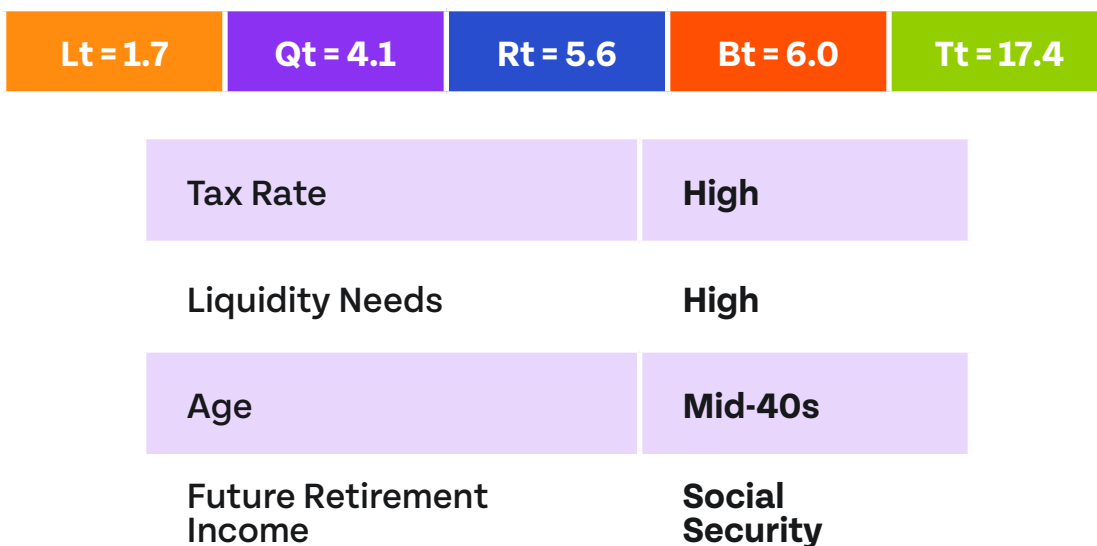 Lt = 1.7 Qt = 4.1 Rt = 5.6 Bt = 6.0 Tt = 17.4
Tax Rate High
Liquidity Needs High
Age Mid-40s
Future Retirement Social
Income Security